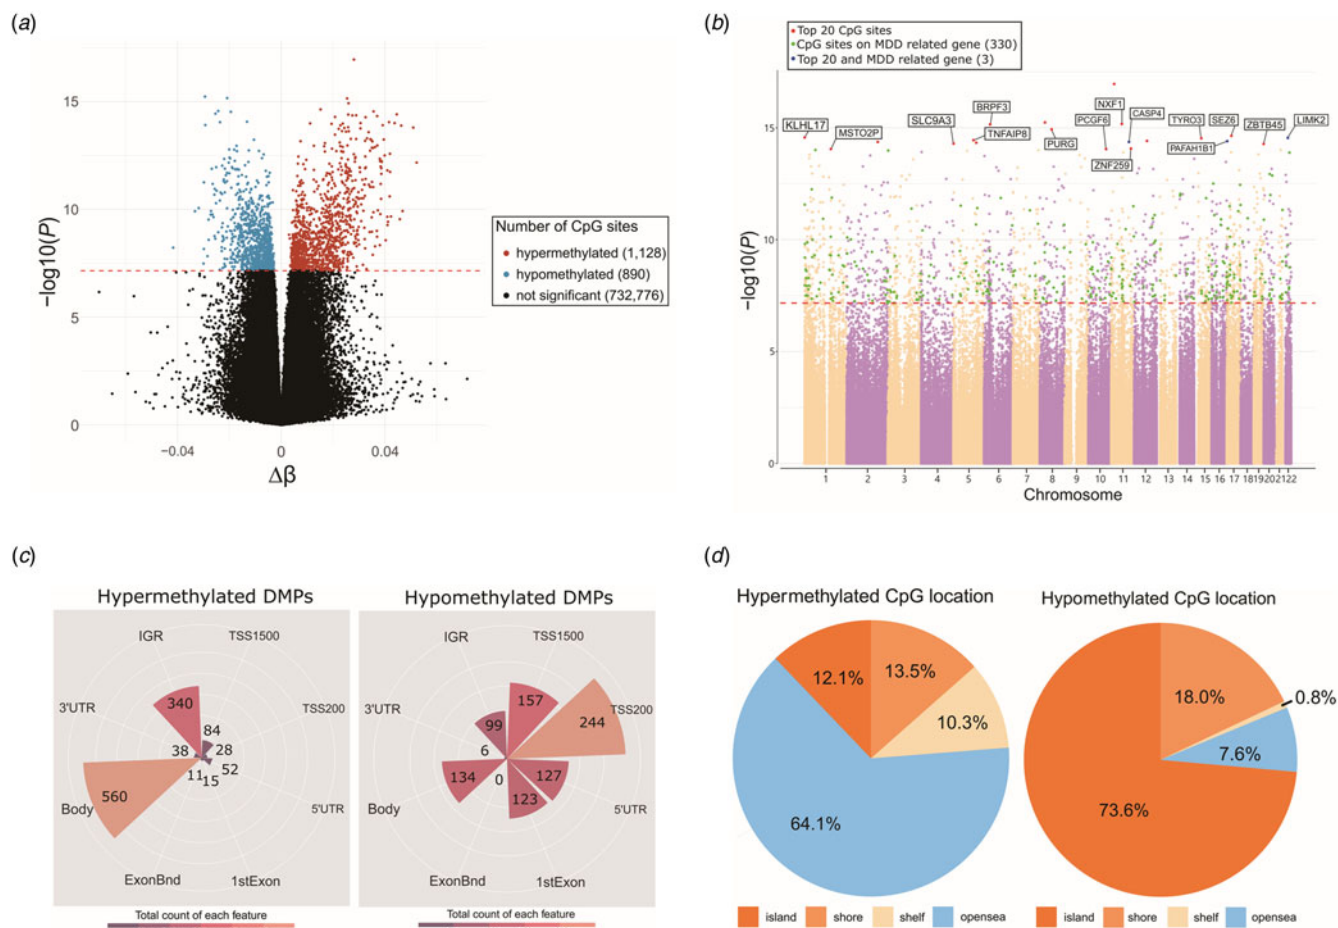 (a)
−log10(P)
15
10
5
0
−0.04
0
0.04
Δβ
Number of CpG sites
hypermethylated (1,128)
hypomethylated (890)
not significant (732,776)
(b)
Top 20 CpG sites
CpG sites on MDD related gene (330)
Top 20 and MDD related gene (3)
−log10(P)
15
10
5
0
KLHL17
MSTO2P
SLC9A3
BRPF3
TNFAIP8
PURG
NXF1
PCGF6
CASP4
ZNF259
TYRO3
SEZ6
PAFAH1B1
ZBTB45
LIMK2
1 2 3 4 5 6 7 8 9 10 11 12 13 14 15 16 17 18 19 20 21 22
Chromosome
(c)
Hypermethylated DMPs
IGR
TSS1500
3'UTR
340
84
TSS200
38
28
11
15
52
560
Body
5'UTR
ExonBnd
1stExon
Total count of each feature
Hypomethylated DMPs
IGR
TSS1500
157
3'UTR
99
244
TSS200
6
134
0
127
123
Body
5'UTR
ExonBnd
1stExon
Total count of each feature
(d)
Hypermethylated CpG location
12.1%
13.5%
10.3%
64.1%
island
shore
shelf
opensea
Hypomethylated CpG location
18.0%
0.8%
7.6%
73.6%
island
shore
shelf
opensea